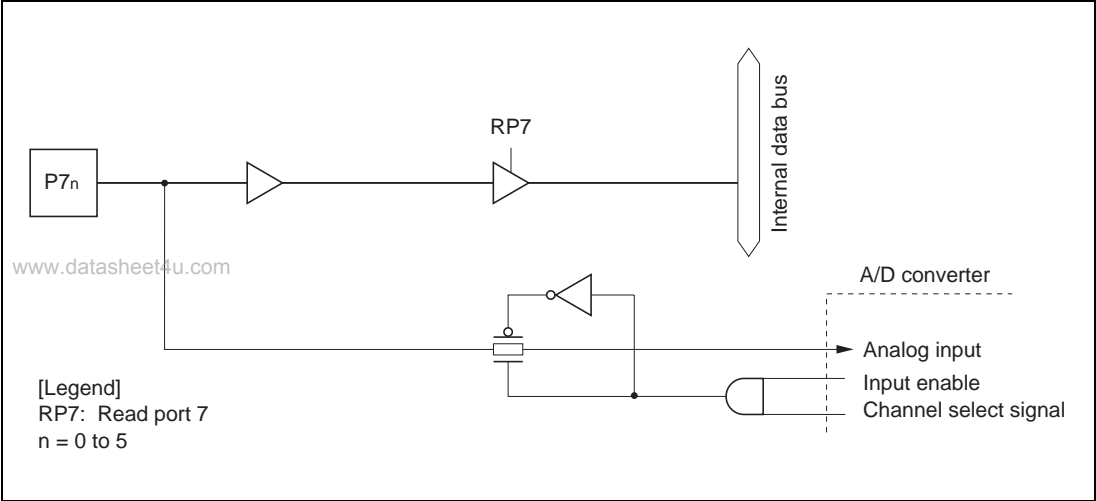 RP7
P7n
Internal data bus
www.datasheet4u.com
A/D converter
Analog input
Input enable
Channel select signal
[Legend]
RP7: Read port 7
n = 0 to 5